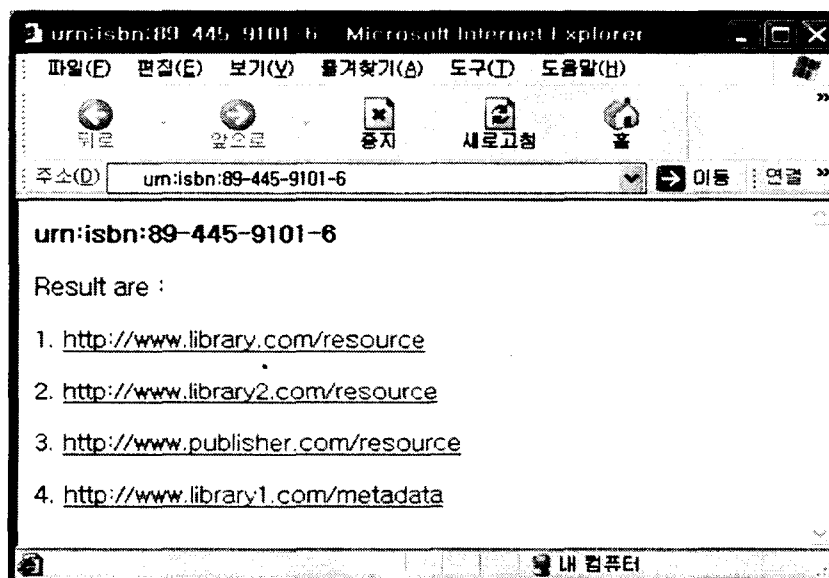 urn:isbn:89-445-9101-6 Microsoft Internet Explorer
파일(F) 편집(E) 보기(V) 즐겨찾기(A) 도구(T) 도움말(H)
뒤로 앞으로 중지 새로고침 홈 »
주소(D) urn:isbn:89-445-9101-6 이동 연결 »
urn:isbn:89-445-9101-6
Result are :
1. http://www.library.com/resource
2. http://www.library2.com/resource
3. http://www.publisher.com/resource
4. http://www.library1.com/metadata
내 컴퓨터